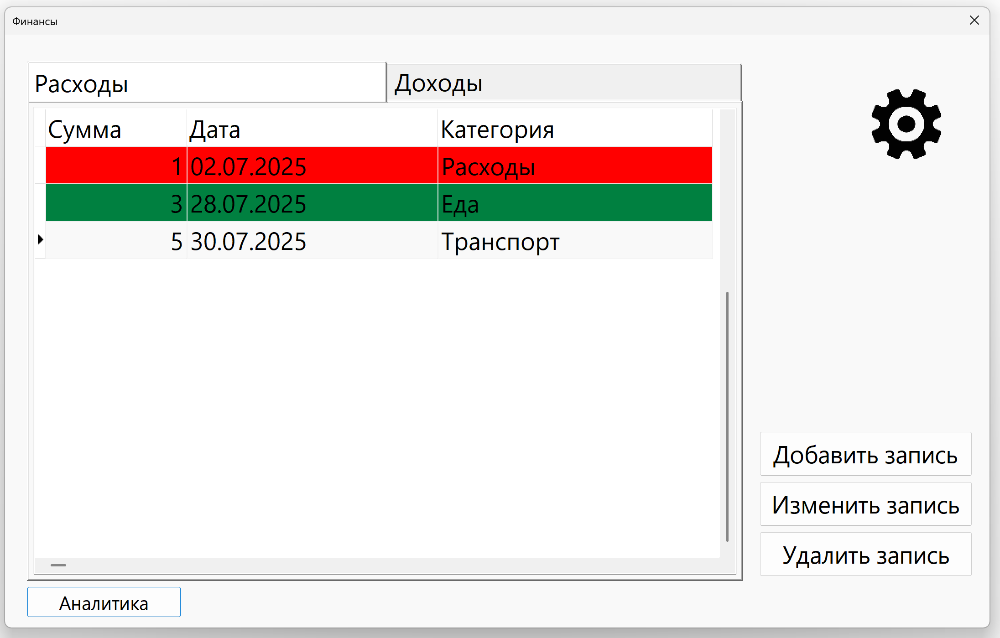 Финансы
Расходы Доходы
Сумма Дата Категория
1 02.07.2025 Расходы
3 28.07.2025 Еда
5 30.07.2025 Транспорт
Добавить запись
Изменить запись
Удалить запись
Аналитика